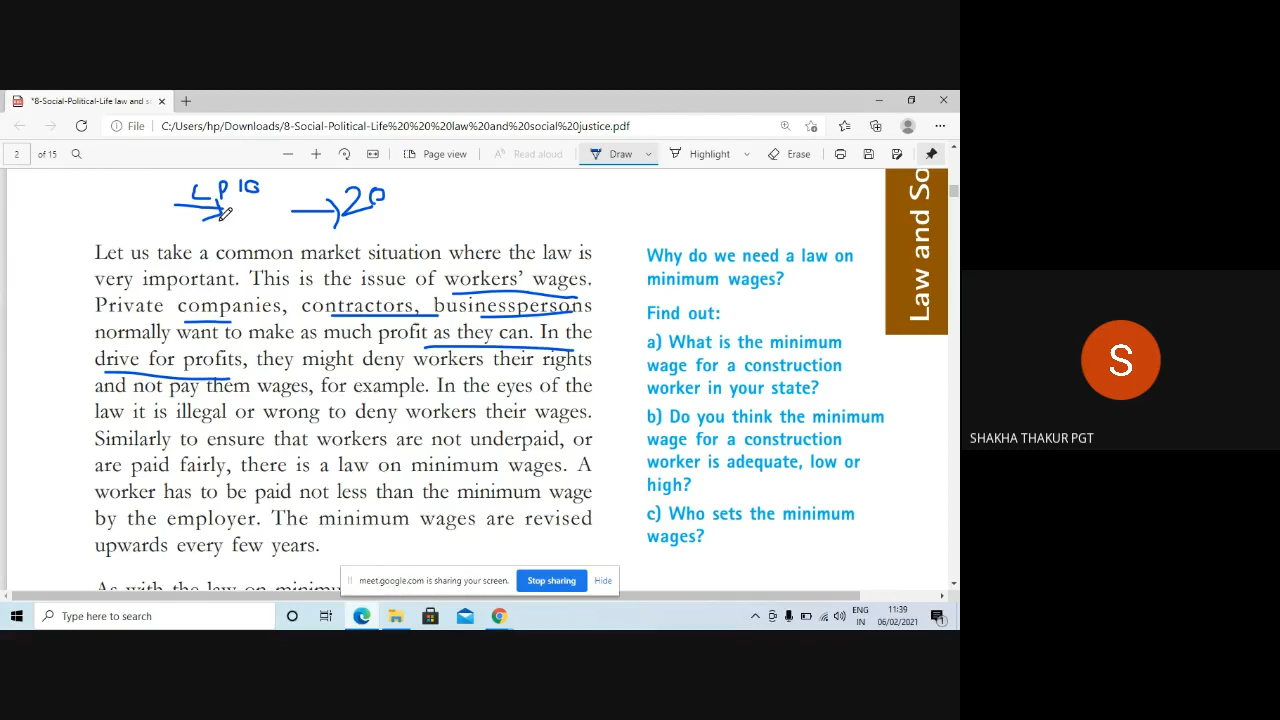 *8-Social-Political-Life law and s
File
C:/Users/hp/Downloads/8-Social-Political-Life%20%20%20law%20and%20social%20justice.pdf
2 of 15
Page view
Read aloud
Draw
Highlight
Erase
20
Let us take a common market situation where the law is
very important. This is the issue of workers' wages.
Private companies, contractors, businesspersons
normally want to make as much profit as they can. In the
drive for profits, they might deny workers their rights
and not pay them wages, for example. In the eyes of the
law it is illegal or wrong to deny workers their wages.
Similarly to ensure that workers are not underpaid, or
are paid fairly, there is a law on minimum wages. A
worker has to be paid not less than the minimum wage
by the employer. The minimum wages are revised
upwards every few years.
As with the law on minim
Why do we need a law on
minimum wages?
Find out:
a) What is the minimum
wage for a construction
worker in your state?
b) Do you think the minimum
wage for a construction
worker is adequate, low or
high?
c) Who sets the minimum
wages?
Law and So
S
SHAKHA THAKUR PGT
meet.google.com is sharing your screen.
Stop sharing
Hide
Type here to search
ENG
IN
11:39
06/02/2021
1